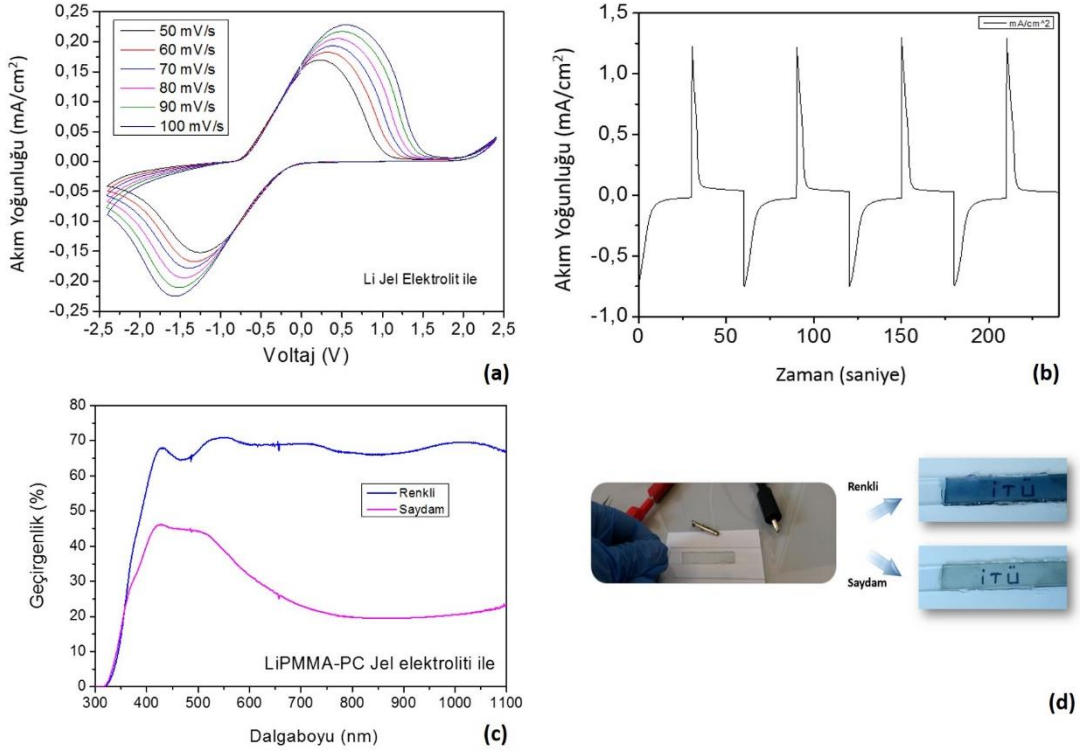 0,25
0,20
0,15
0,10
0,05
0,00
-0,05
-0,10
-0,15
-0,20
-0,25
Akım Yoğunluğu (mA/cm²)
50 mV/s
60 mV/s
70 mV/s
80 mV/s
90 mV/s
100 mV/s
Li Jel Elektrolit ile
-2,5 -2,0 -1,5 -1,0 -0,5 0,0 0,5 1,0 1,5 2,0 2,5
Voltaj (V)
(a)
1,5
1,0
0,5
0,0
-0,5
-1,0
Akım Yoğunluğu (mA/cm²)
mA/cm^2
0 50 100 150 200
Zaman (saniye)
(b)
80
70
60
50
40
30
20
10
0
Geçirgenlik (%)
Renkli
Saydam
LiPMMA-PC Jel elektroliti ile
300 400 500 600 700 800 900 1000 1100
Dalgaboyu (nm)
(c)
Renkli
İTÜ
Saydam
İTÜ
(d)